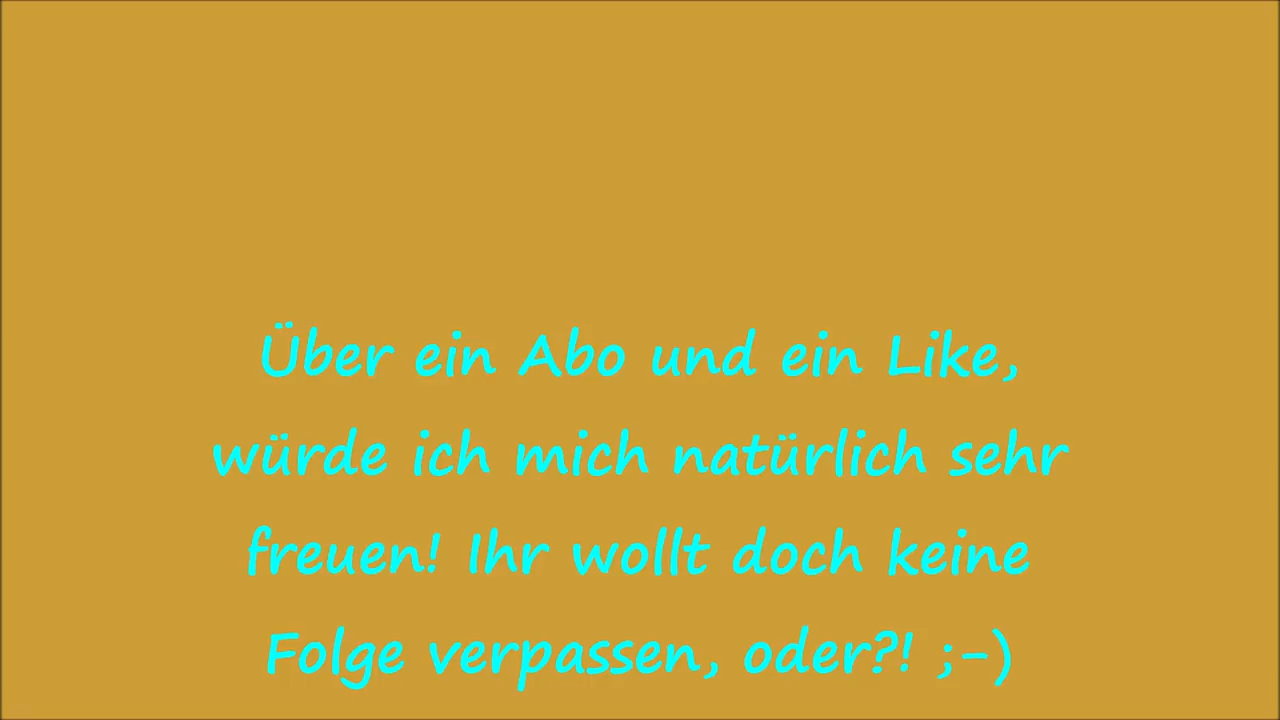 Über ein Abo und ein Like,
würde ich mich natürlich sehr
freuen! Ihr wollt doch keine
Folge verpassen, oder?! ;-)